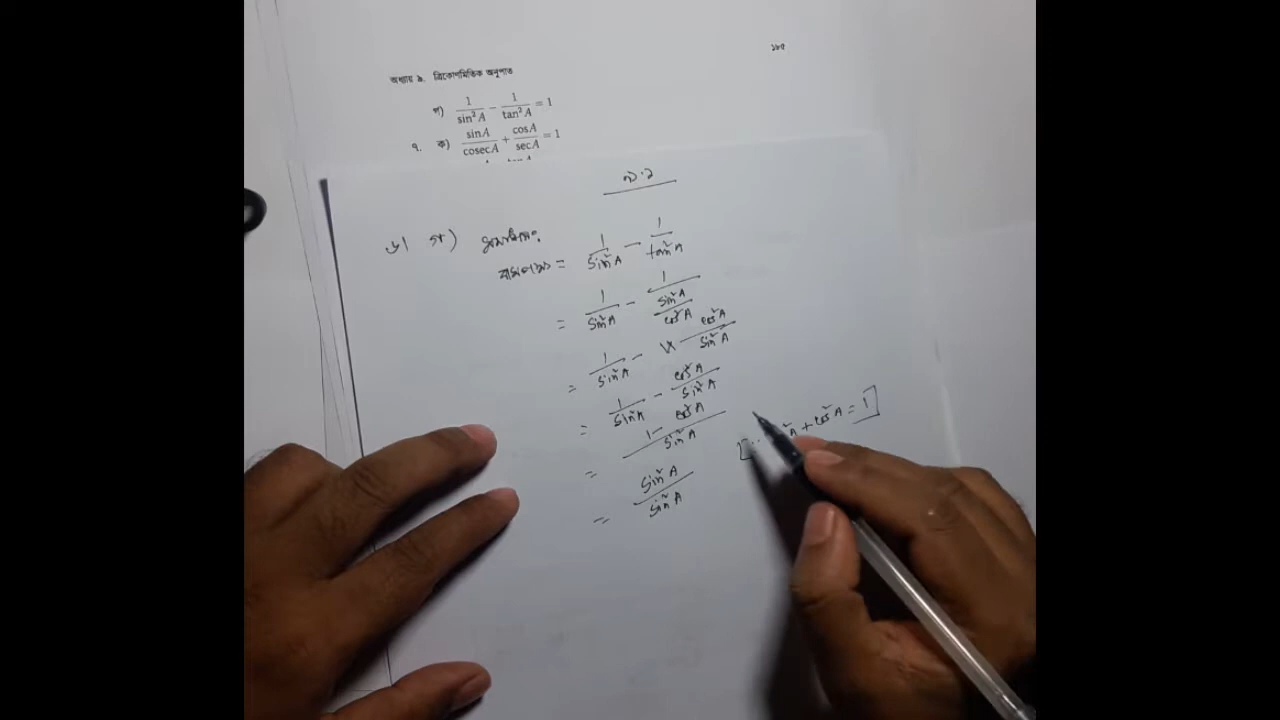 ১৮৫
অধ্যায় ৯. ত্রিকোণমিতিক অনুপাত
গ) 1/sin²A − 1/tan²A = 1
৭. ক) sinA/cosecA + cosA/secA = 1
৯.১
৬। গ)
বামপক্ষ = 1/sin²A − 1/tan²A
= 1/sin²A − 1/(sin²A/cos²A)
= 1/sin²A − 1× cos²A/sin²A
= 1/sin²A − cos²A/sin²A
= 1 − cos²A/sin²A
= sin²A/sin²A
²A + cos²A = 1]